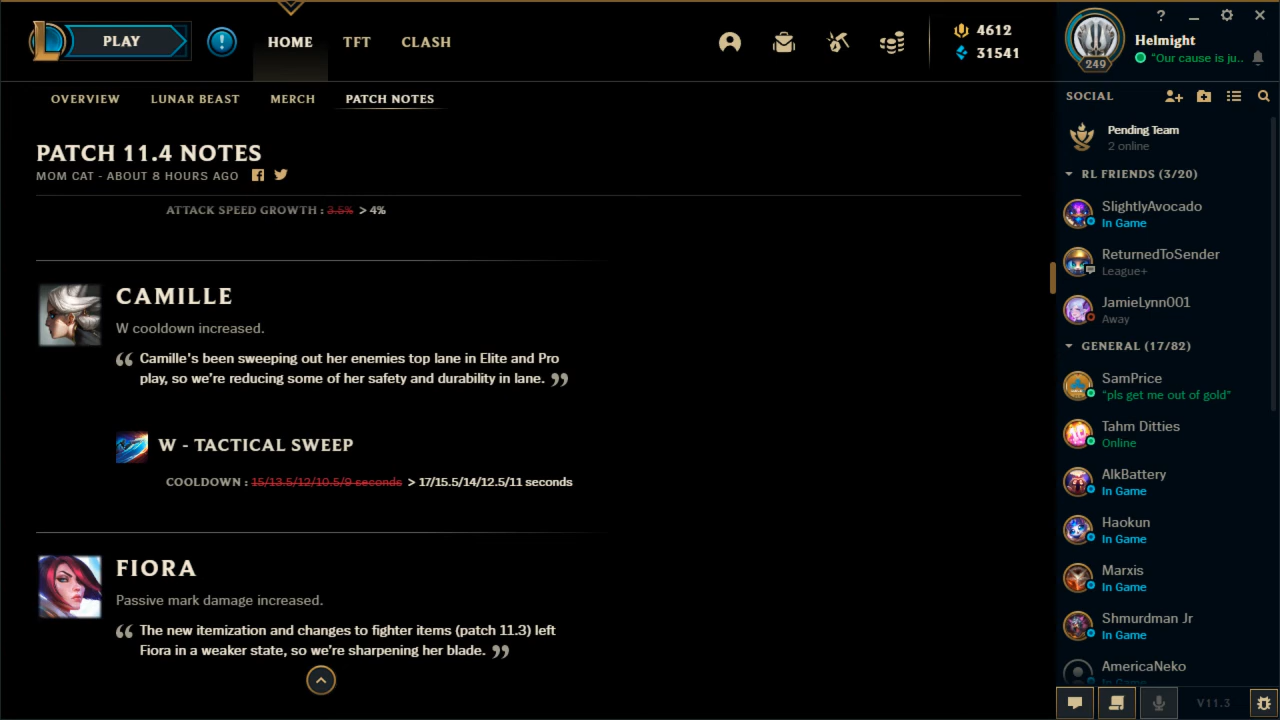 PLAY
HOME
TFT
CLASH
4612
31541
249
?
Helmight
"Our cause is ju..
OVERVIEW
LUNAR BEAST
MERCH
PATCH NOTES
PATCH 11.4 NOTES
MOM CAT - ABOUT 8 HOURS AGO
ATTACK SPEED GROWTH : 3.5% > 4%
CAMILLE
W cooldown increased.
“ Camille's been sweeping out her enemies top lane in Elite and Pro
play, so we’re reducing some of her safety and durability in lane. ”
W - TACTICAL SWEEP
COOLDOWN : 15/13.5/12/10.5/9 seconds > 17/15.5/14/12.5/11 seconds
FIORA
Passive mark damage increased.
“ The new itemization and changes to fighter items (patch 11.3) left
Fiora in a weaker state, so we’re sharpening her blade. ”
SOCIAL
Pending Team
2 online
RL FRIENDS (3/20)
SlightlyAvocado
In Game
ReturnedToSender
League+
JamieLynn001
Away
GENERAL (17/82)
SamPrice
"pls get me out of gold"
Tahm Ditties
Online
AlkBattery
In Game
Haokun
In Game
Marxis
In Game
Shmurdman Jr
In Game
AmericaNeko
In Game
V11.3